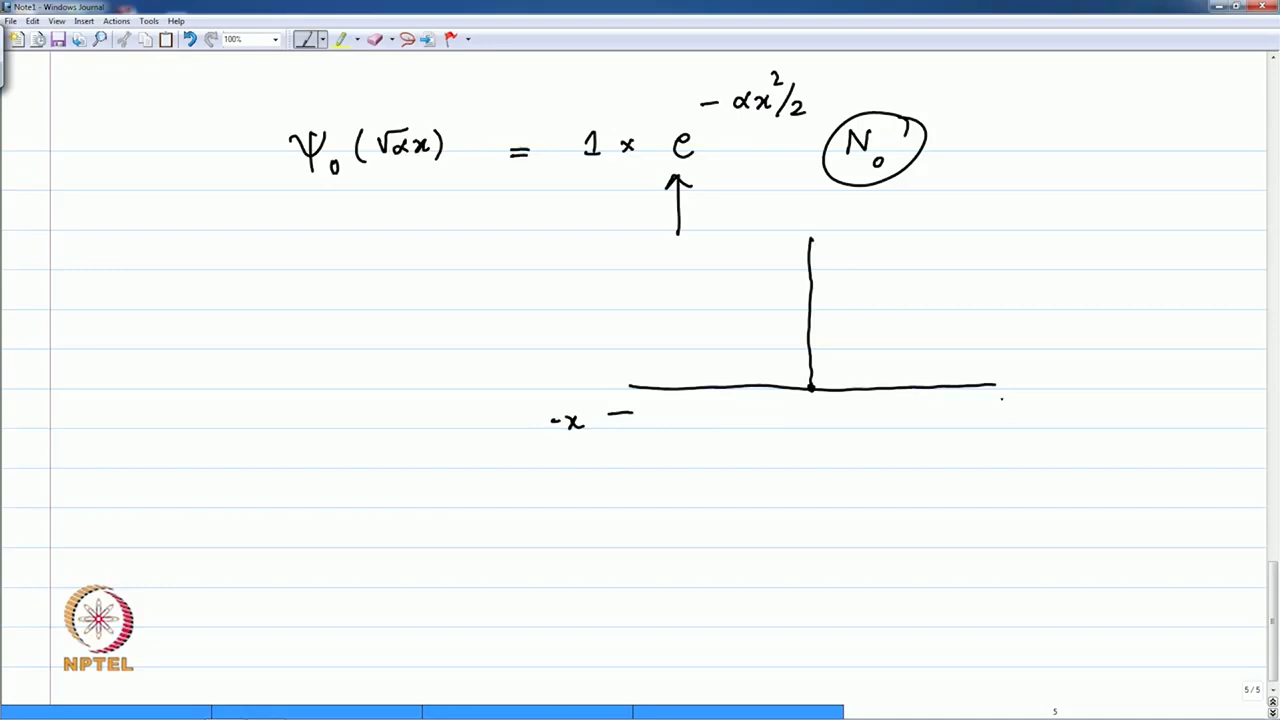 Note1 - Windows Journal
File Edit View Insert Actions Tools Help
100%
ψ₀(√αx) = 1 × e^(-αx²/2) N₀
-x
NPTEL
5/5
5